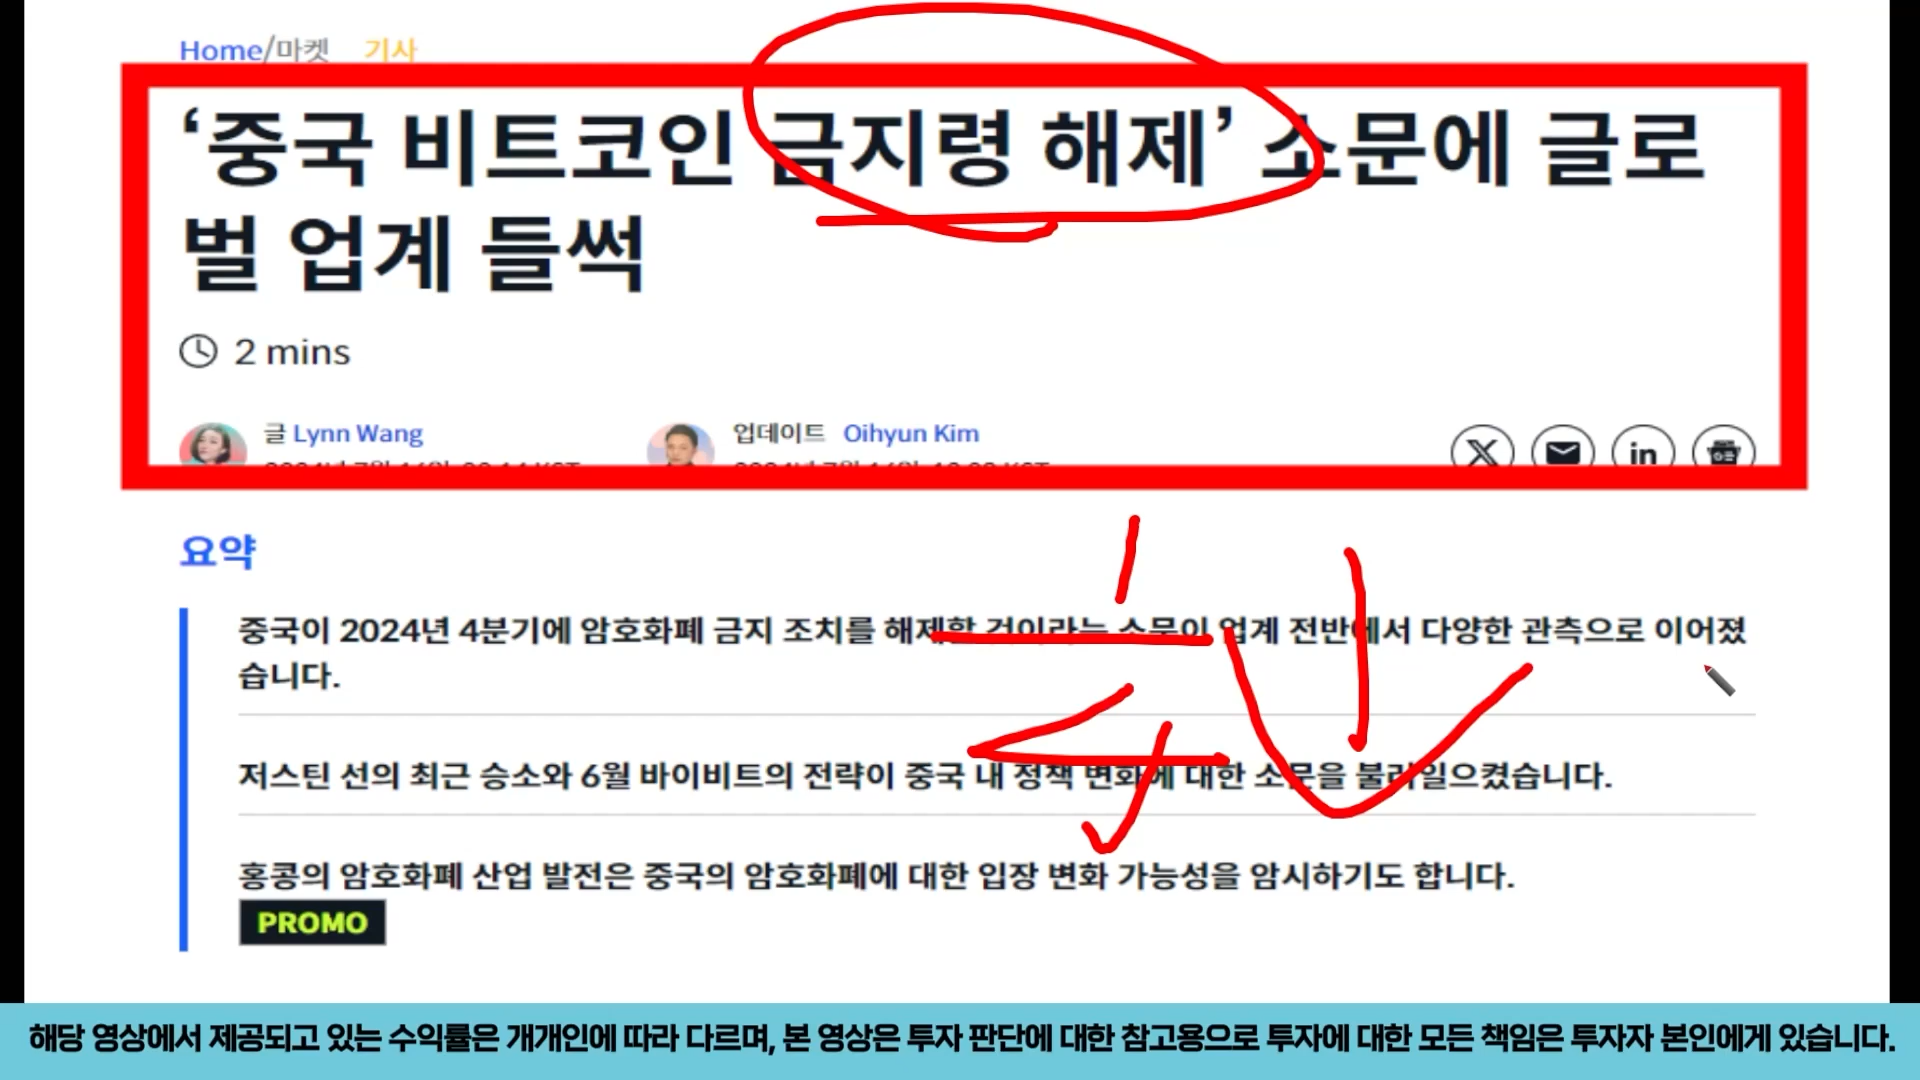 Home/마켓 기사
‘중국 비트코인 금지령 해제’ 소문에 글로
벌 업계 들썩
2 mins
글 Lynn Wang 업데이트 Oihyun Kim
요약
중국이 2024년 4분기에 암호화폐 금지 조치를 해제할 것이라는 소문이 업계 전반에서 다양한 관측으로 이어졌
습니다.
저스틴 선의 최근 승소와 6월 바이비트의 전략이 중국 내 정책 변화에 대한 소문을 불러일으켰습니다.
홍콩의 암호화폐 산업 발전은 중국의 암호화폐에 대한 입장 변화 가능성을 암시하기도 합니다.
PROMO
해당 영상에서 제공되고 있는 수익률은 개개인에 따라 다르며, 본 영상은 투자 판단에 대한 참고용으로 투자에 대한 모든 책임은 투자자 본인에게 있습니다.